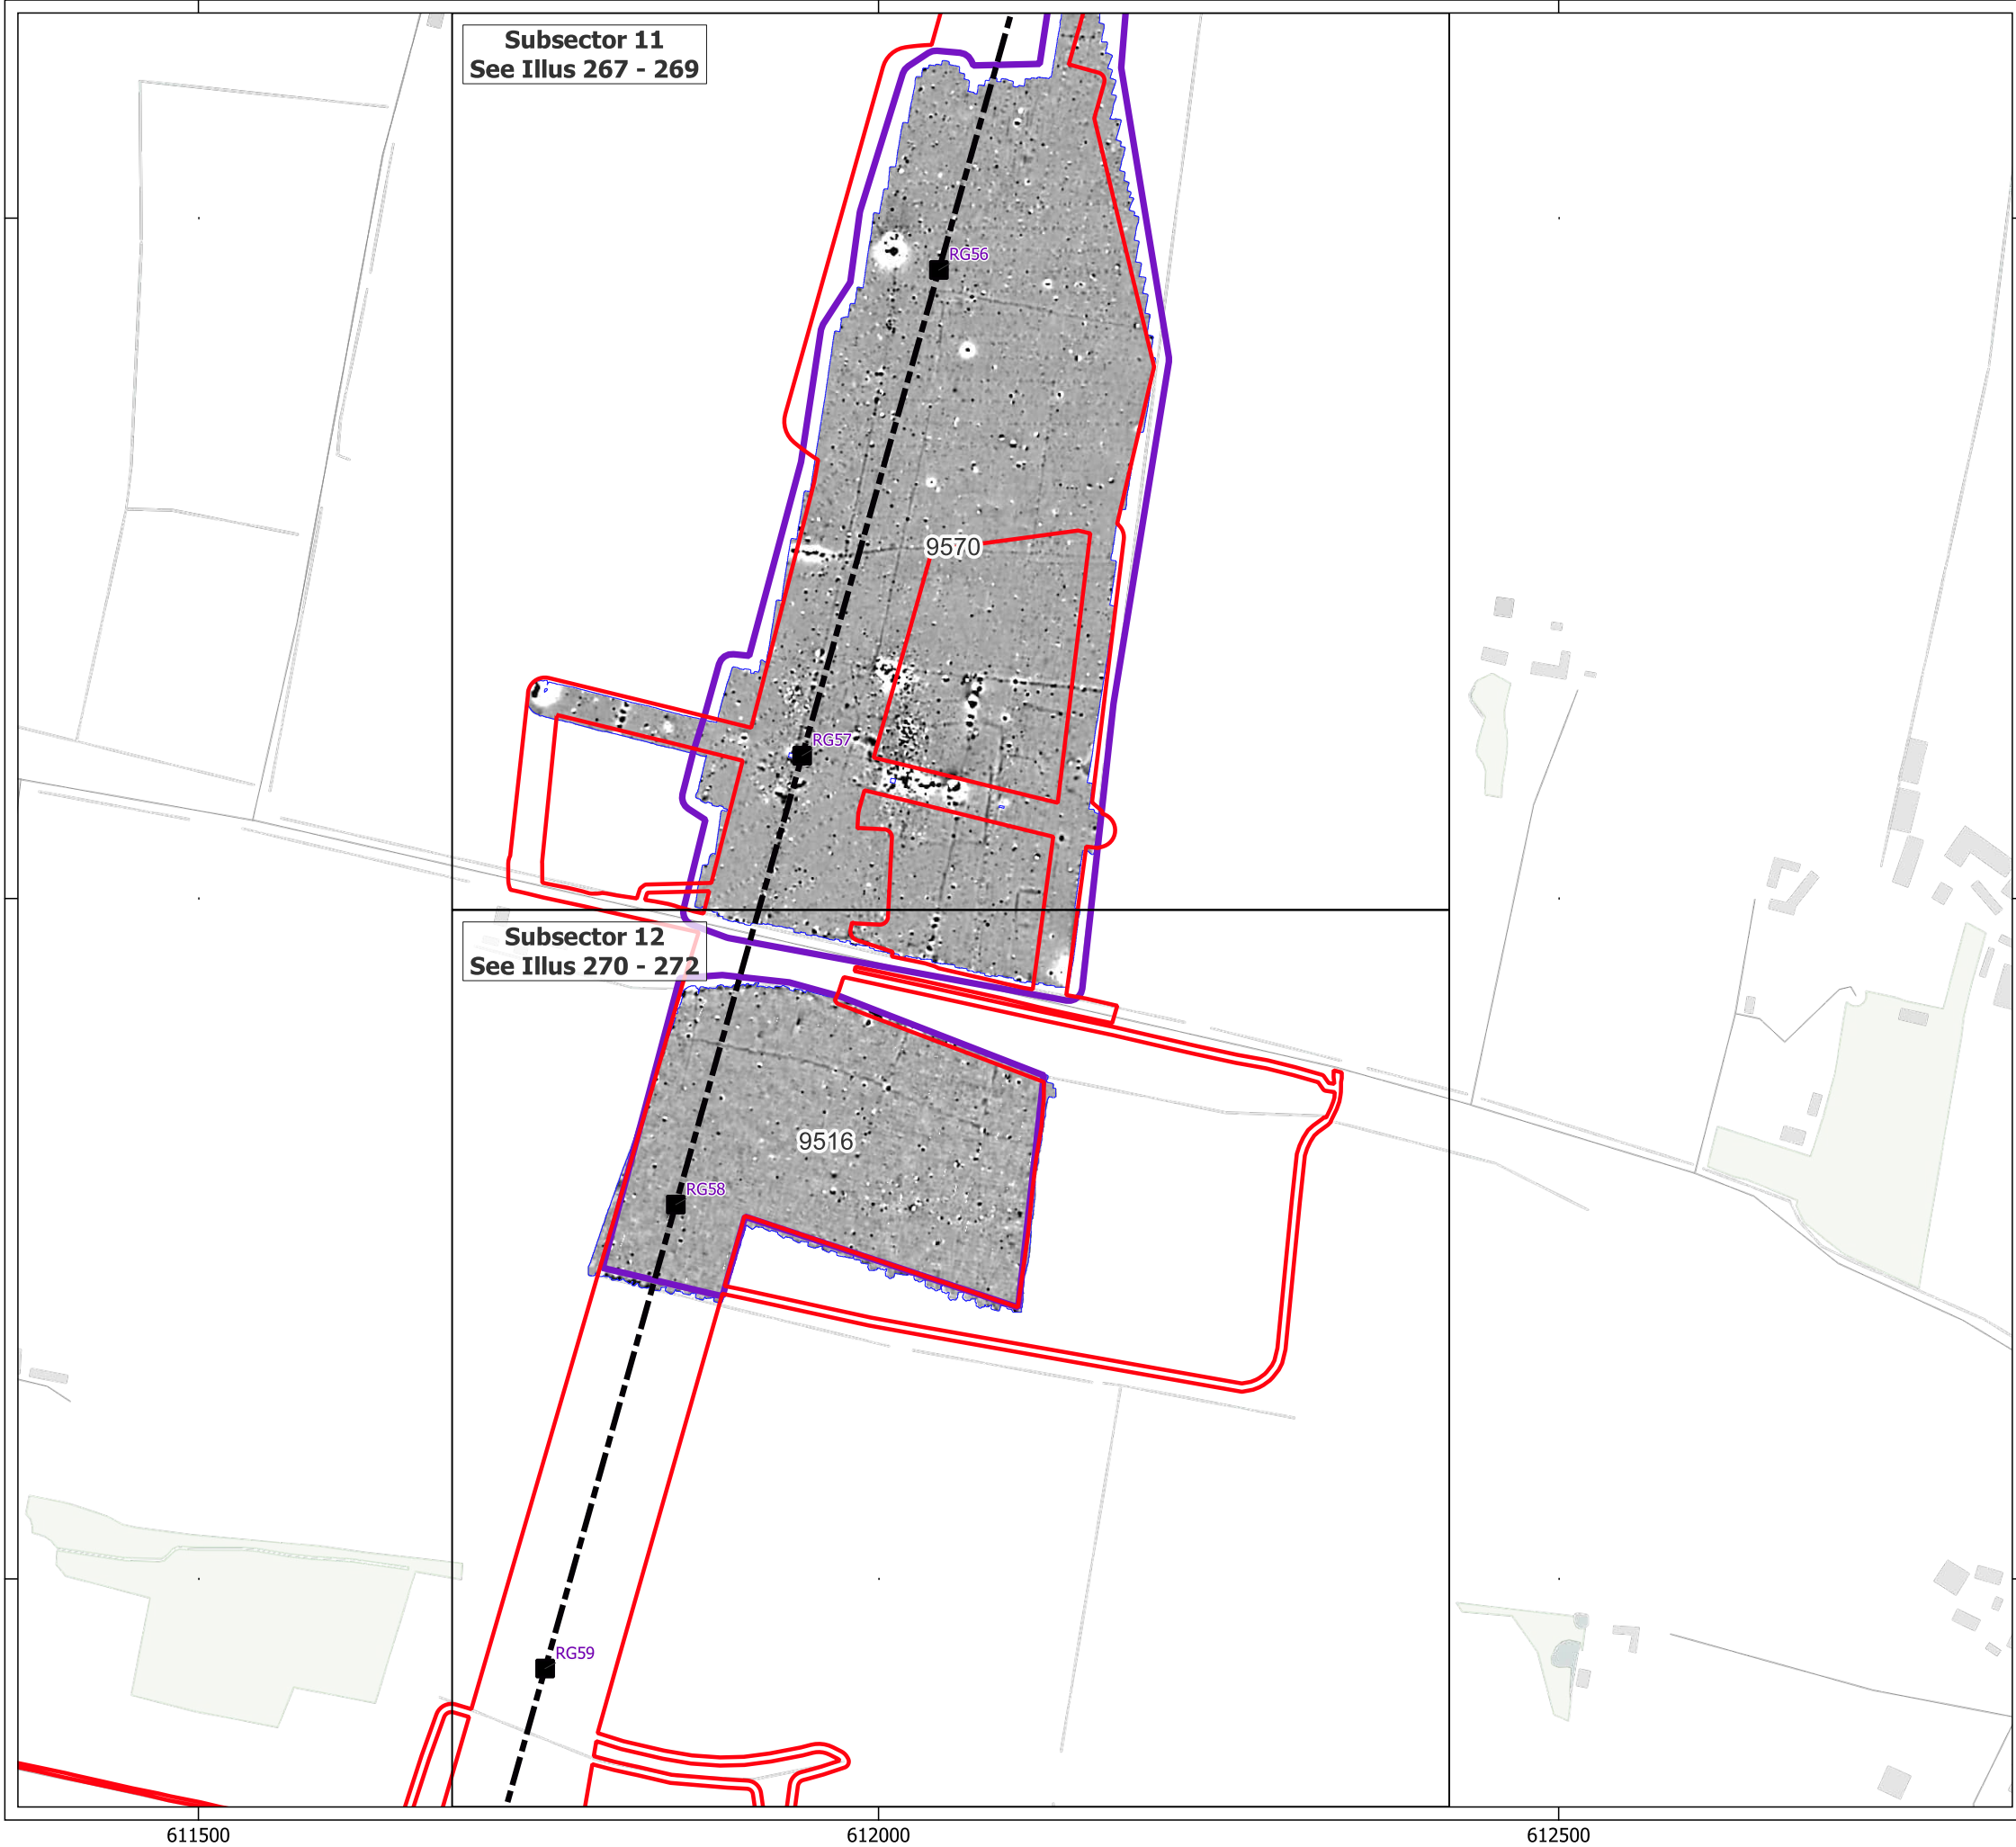 Subsector 11
See Illus 267 - 269
RG56
9570
RG57
Subsector 12
See Illus 270 - 272
9516
RG58
RG59
611500
612000
612500